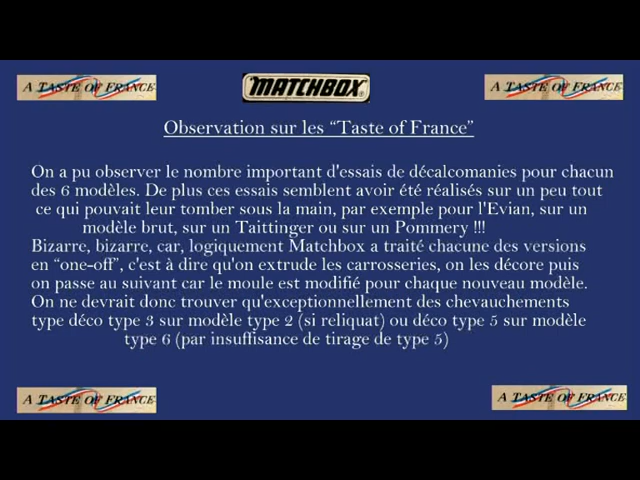 A TASTE OF FRANCE
MATCHBOX
A TASTE OF FRANCE
Observation sur les “Taste of France”
On a pu observer le nombre important d'essais de décalcomanies pour chacun
des 6 modèles. De plus ces essais semblent avoir été réalisés sur un peu tout
ce qui pouvait leur tomber sous la main, par exemple pour l'Evian, sur un
modèle brut, sur un Taittinger ou sur un Pommery !!!
Bizarre, bizarre, car, logiquement Matchbox a traité chacune des versions
en “one-off”, c'est à dire qu'on extrude les carrosseries, on les décore puis
on passe au suivant car le moule est modifié pour chaque nouveau modèle.
On ne devrait donc trouver qu'exceptionnellement des chevauchements
type déco type 3 sur modèle type 2 (si reliquat) ou déco type 5 sur modèle
type 6 (par insuffisance de tirage de type 5)
A TASTE OF FRANCE
A TASTE OF FRANCE